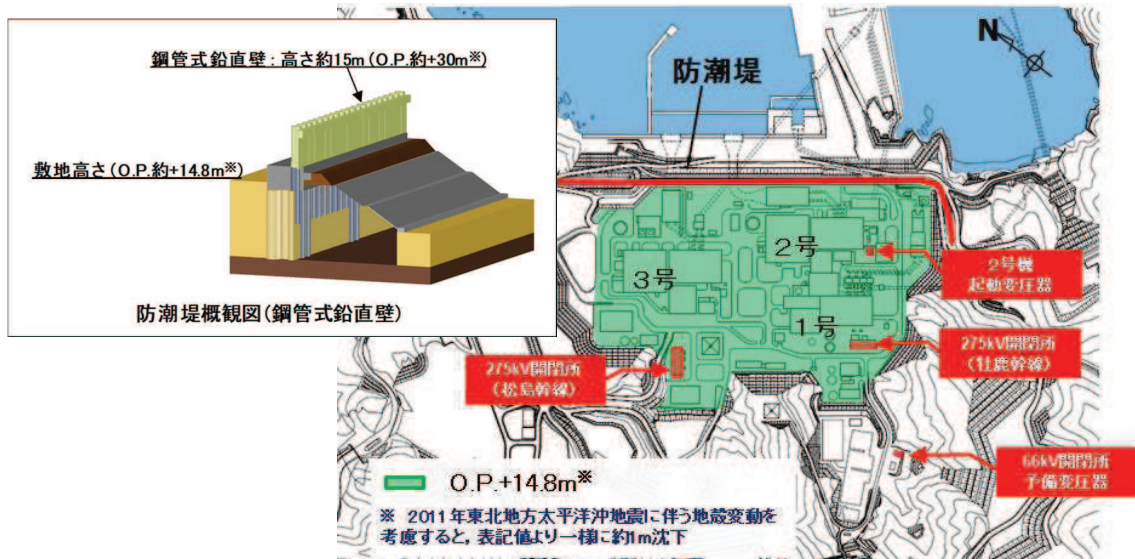 鋼管式鉛直壁：高さ約15m（O.P.約+30m※）
敷地高さ（O.P.約+14.8m※）
防潮堤概観図（鋼管式鉛直壁）
N
防潮堤
2号
3号
1号
2号機
起動変圧器
275kV開閉所
（松島幹線）
275kV開閉所
（牡鹿幹線）
66kV開閉所
予備変圧器
O.P.+14.8m※
※ 2011年東北地方太平洋沖地震に伴う地殻変動を
考慮すると，表記値より一様に約1m沈下